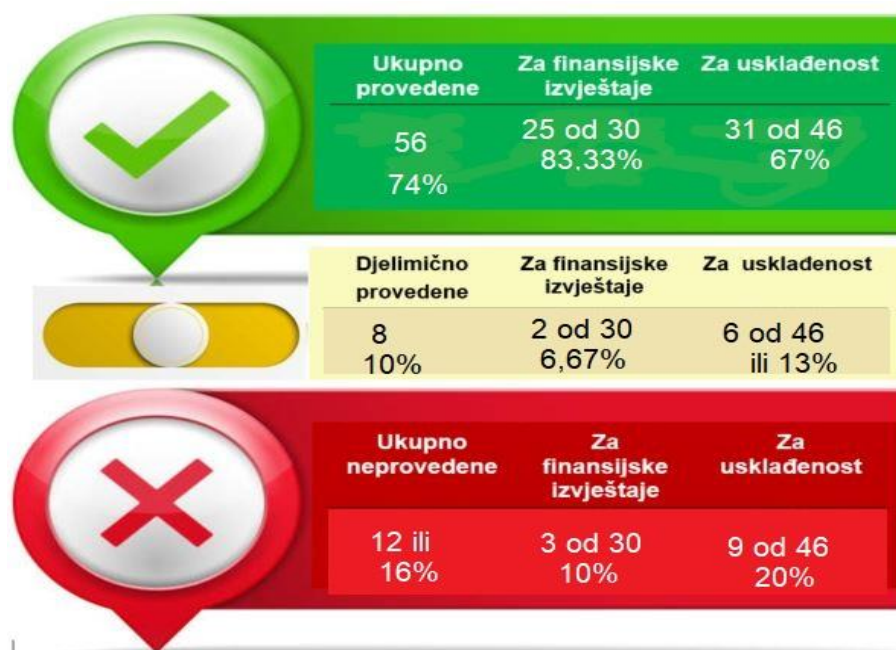 Ukupno provedene
Za finansijske izvještaje
Za usklađenost
56
74%
25 od 30
83,33%
31 od 46
67%
Djelimično provedene
Za finansijske izvještaje
Za usklađenost
8
10%
2 od 30
6,67%
6 od 46
ili 13%
Ukupno neprovedene
Za finansijske izvještaje
Za usklađenost
12 ili
16%
3 od 30
10%
9 od 46
20%